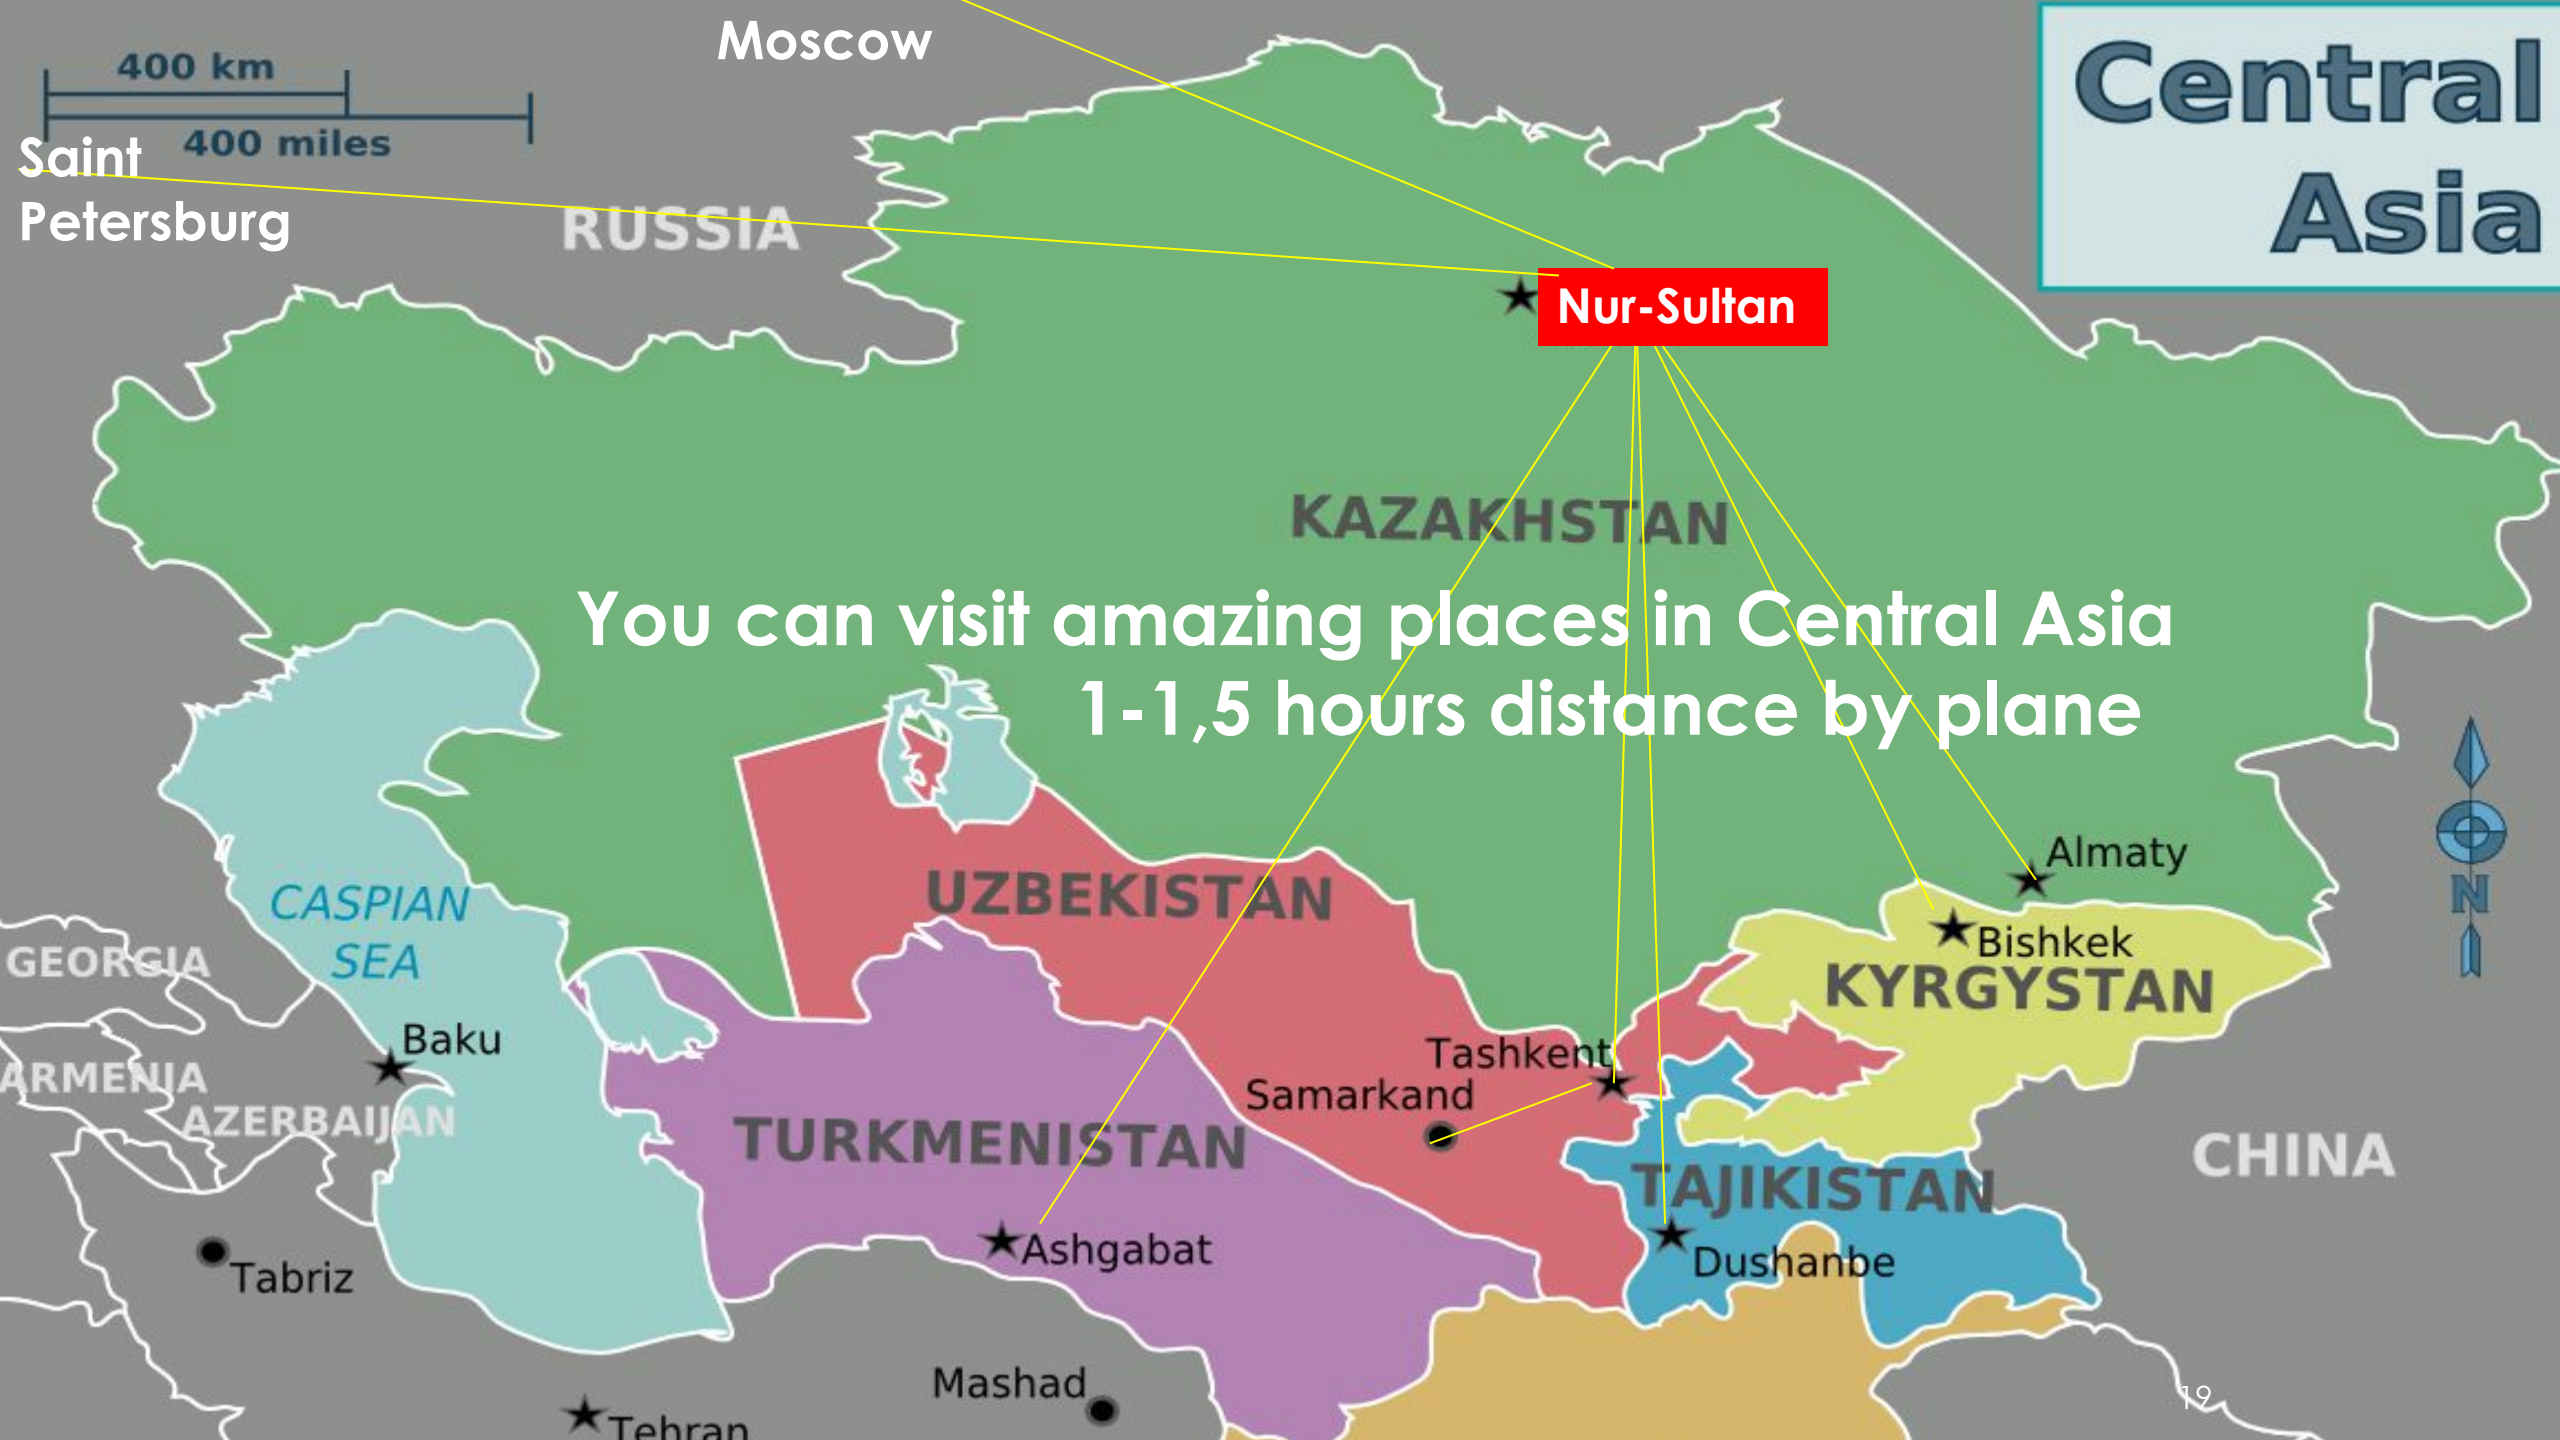 Moscow
400 km
400 miles
Saint
Petersburg
RUSSIA
Central
Asia
Nur-Sultan
KAZAKHSTAN
You can visit amazing places in Central Asia
1-1,5 hours distance by plane
Almaty
UZBEKISTAN
CASPIAN
SEA
N
Bishkek
GEORGIA
KYRGYSTAN
Baku
Tashkent
ARMENIA
Samarkand
AZERBAIJAN
TURKMENISTAN
CHINA
TAJIKISTAN
Ashgabat
Dushanbe
Tabriz
Mashad
19
Tehran